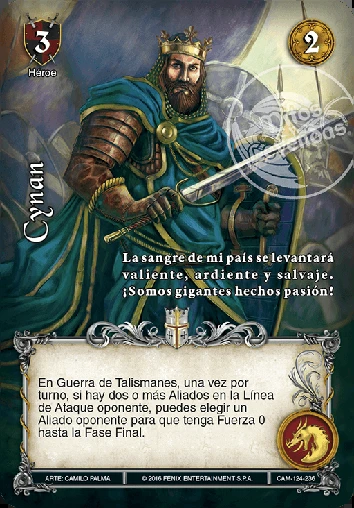 3
2
Héroe
Mitos y Leyendas
Cynan
La sangre de mi país se levantará
valiente, ardiente y salvaje.
¡Somos gigantes hechos pasión!
En Guerra de Talismanes, una vez por
turno, si hay dos o más Aliados en la Línea
de Ataque oponente, puedes elegir un
Aliado oponente para que tenga Fuerza 0
hasta la Fase Final.
ARTE: CAMILO PALMA
© 2016 FENIX ENTERTAINMENT S.P.A.
CAM-124-236